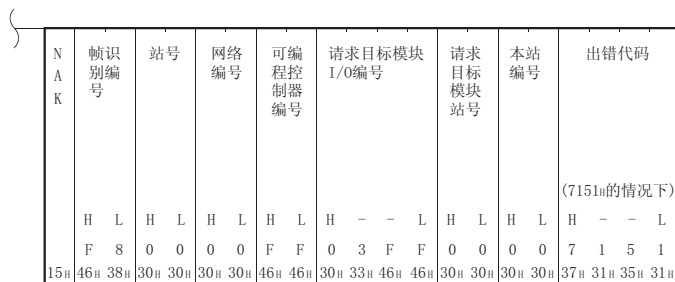 N 帧识 站号 网络 可编 请求目标模块 请求 本站 出错代码
A 别编 编号 程控 I/O编号 目标 编号
K 号 制器 模块
编号 站号
(7151H的情况下)
H L H L H L H L H - - L H L H L H - - L
F 8 0 0 0 0 F F 0 3 F F 0 0 0 0 7 1 5 1
15H 46H 38H 30H 30H 30H 30H 46H 46H 30H 33H 46H 46H 30H 30H 30H 30H 37H 31H 35H 31H